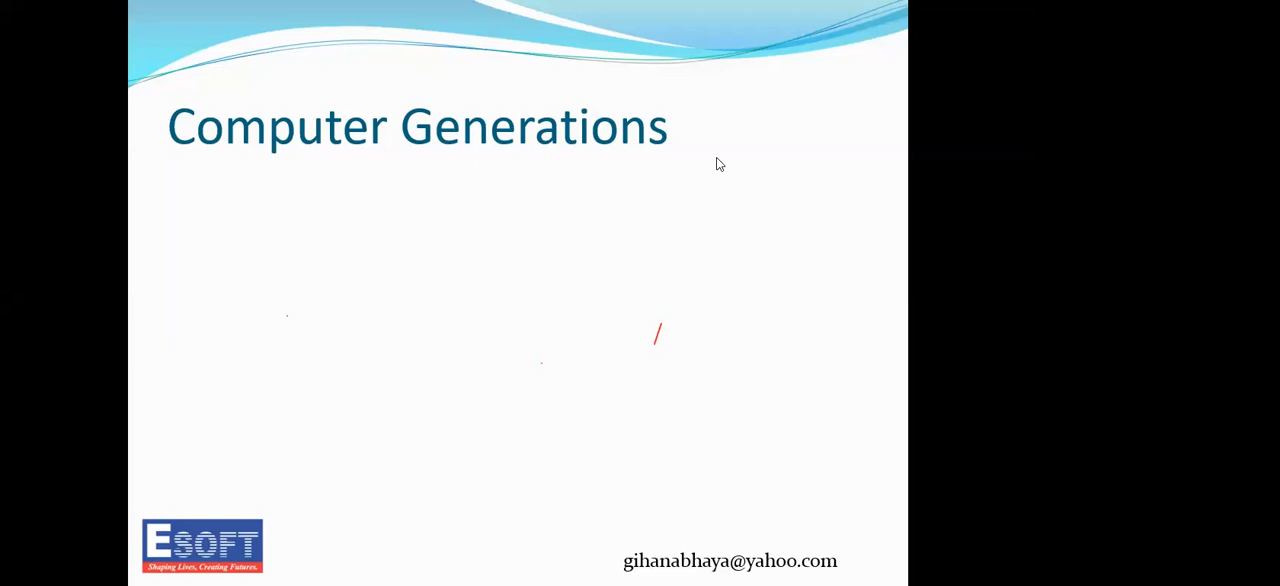 Computer Generations
ESOFT
Shaping Lives, Creating Futures.
gihanabhaya@yahoo.com